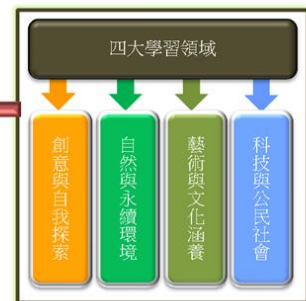 四大學習領域
創意與自我探索
自然與永續環境
藝術與文化涵養
科技與公民社會